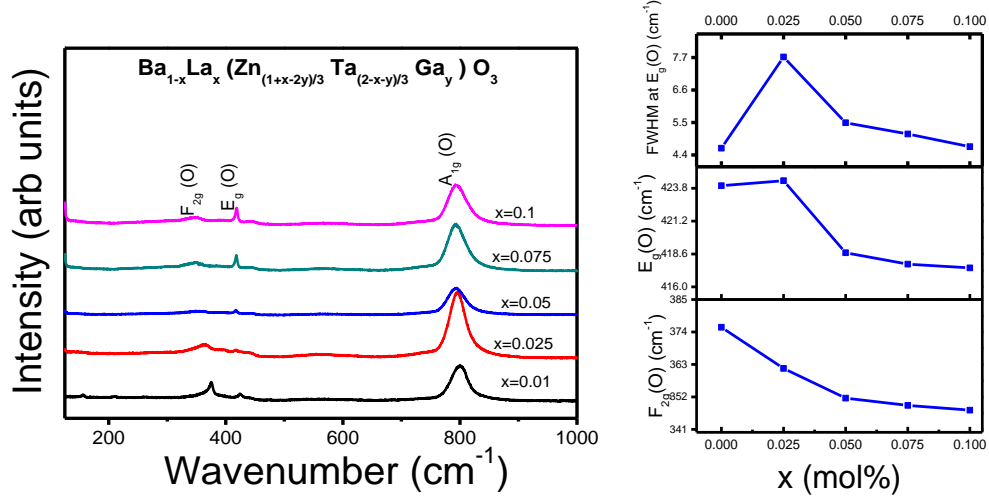 Ba1-xLax (Zn(1+x-2y)/3 Ta(2-x-y)/3 Gay ) O3
Intensity (arb units)
F2g (O)
Eg (O)
A1g (O)
x=0.1
x=0.075
x=0.05
x=0.025
x=0.01
200 400 600 800 1000
Wavenumber (cm-1)
0.000 0.025 0.050 0.075 0.100
FWHM at Eg(O) (cm-1)
7.7
6.6
5.5
4.4
Eg(O) (cm-1)
423.8
421.2
418.6
416.0
F2g(O) (cm-1)
385
374
363
352
341
0.000 0.025 0.050 0.075 0.100
x (mol%)